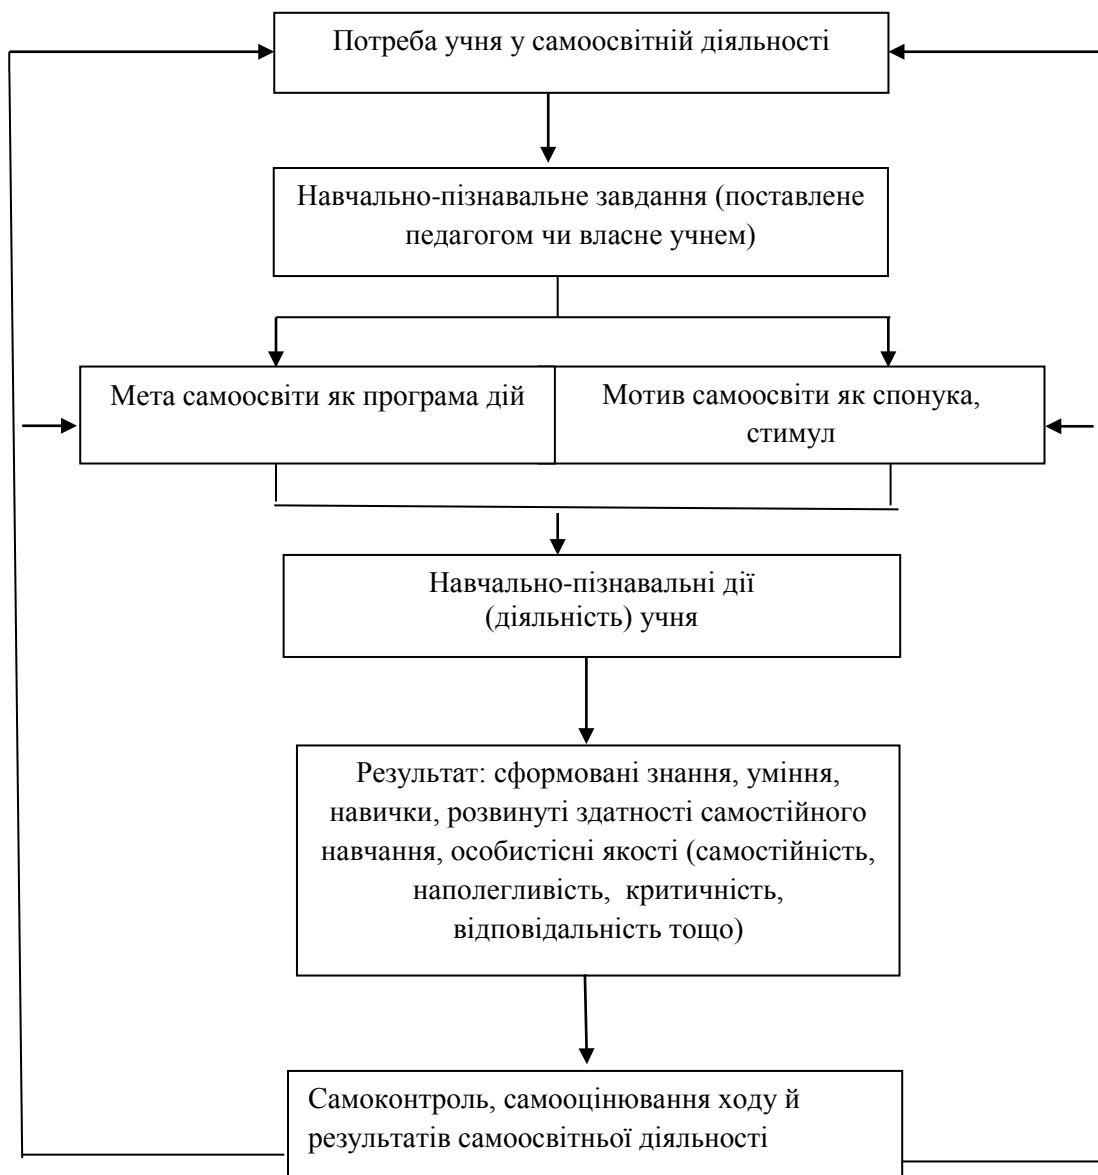 Потреба учня у самоосвітній діяльності
Навчально-пізнавальне завдання (поставлене
педагогом чи власне учнем)
Мета самоосвіти як програма дій
Мотив самоосвіти як спонука,
стимул
Навчально-пізнавальні дії
(діяльність) учня
Результат: сформовані знання, уміння,
навички, розвинуті здатності самостійного
навчання, особистісні якості (самостійність,
наполегливість, критичність,
відповідальність тощо)
Самоконтроль, самооцінювання ходу й
результатів самоосвітньої діяльності